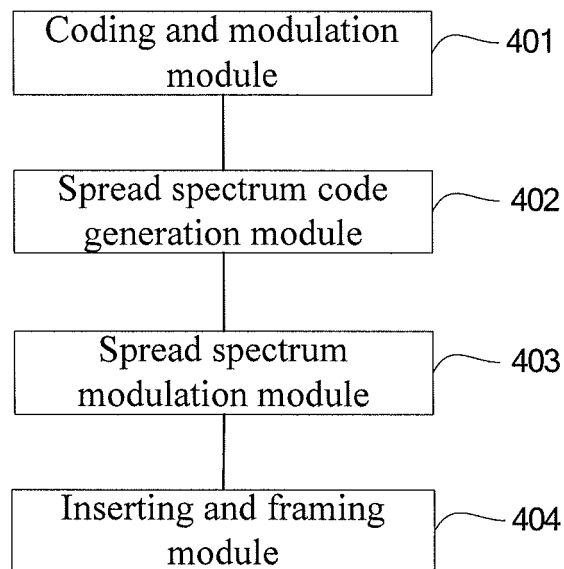 Coding and modulation
module
401
Spread spectrum code
generation module
402
Spread spectrum
modulation module
403
Inserting and framing
module
404